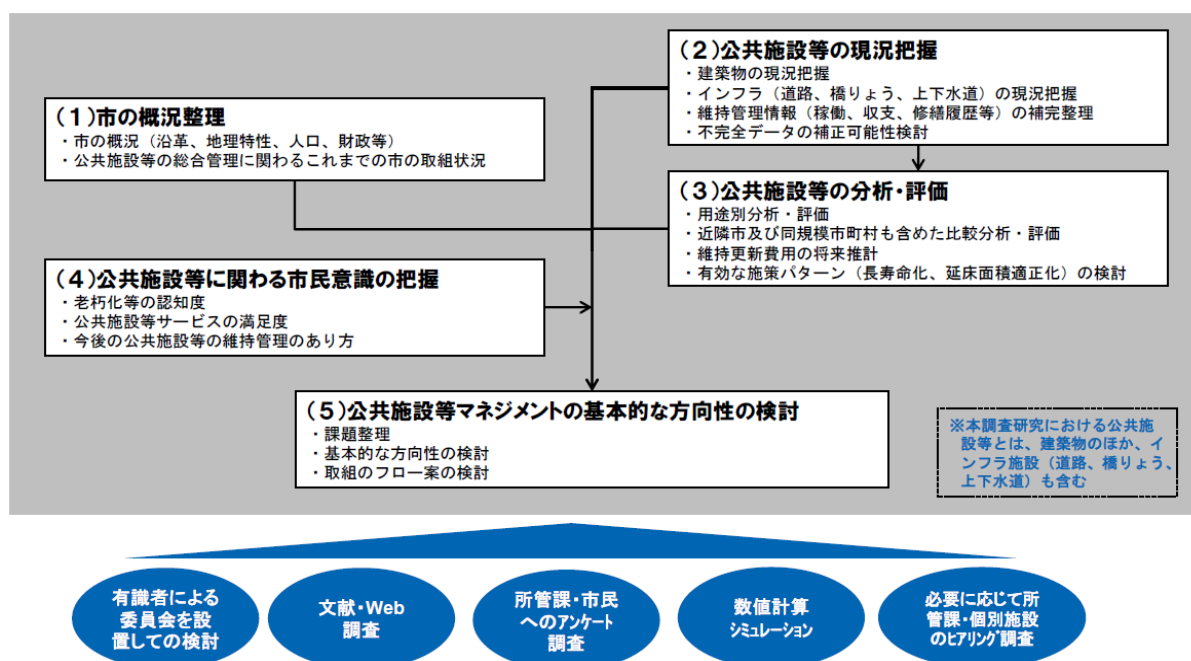 (1)市の概況整理
・市の概況（沿革、地理特性、人口、財政等）
・公共施設等の総合管理に関わるこれまでの市の取組状況
(2)公共施設等の現況把握
・建築物の現況把握
・インフラ（道路、橋りょう、上下水道）の現況把握
・維持管理情報（稼働、収支、修繕履歴等）の補完整理
・不完全データの補正可能性検討
(3)公共施設等の分析・評価
・用途別分析・評価
・近隣市及び同規模市町村も含めた比較分析・評価
・維持更新費用の将来推計
・有効な施策パターン（長寿命化、延床面積適正化）の検討
(4)公共施設等に関わる市民意識の把握
・老朽化等の認知度
・公共施設等サービスの満足度
・今後の公共施設等の維持管理のあり方
(5)公共施設等マネジメントの基本的な方向性の検討
・課題整理
・基本的な方向性の検討
・取組のフロー案の検討
※本調査研究における公共施
設等とは、建築物のほか、イ
ンフラ施設（道路、橋りょう、
上下水道）も含む
有識者による
委員会を設
置しての検討
文献・Web
調査
所管課・市民
へのアンケート
調査
数値計算
シミュレーション
必要に応じて所
管課・個別施設
のヒアリング調査